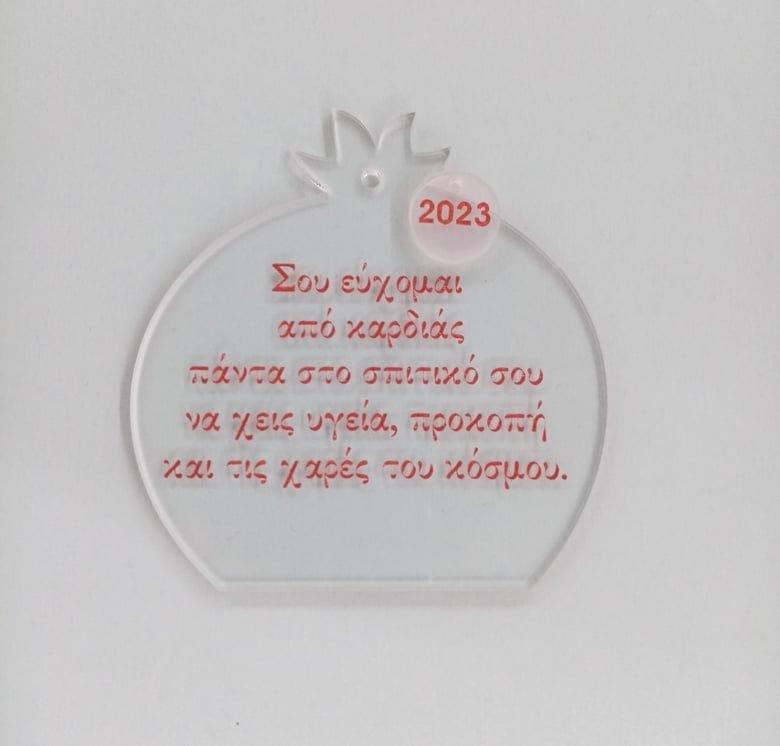 2023
Σου εύχομαι
από καρδιάς
πάντα στο σπιτικό σου
να χεις υγεία, προκοπή
και τις χαρές του κόσμου.